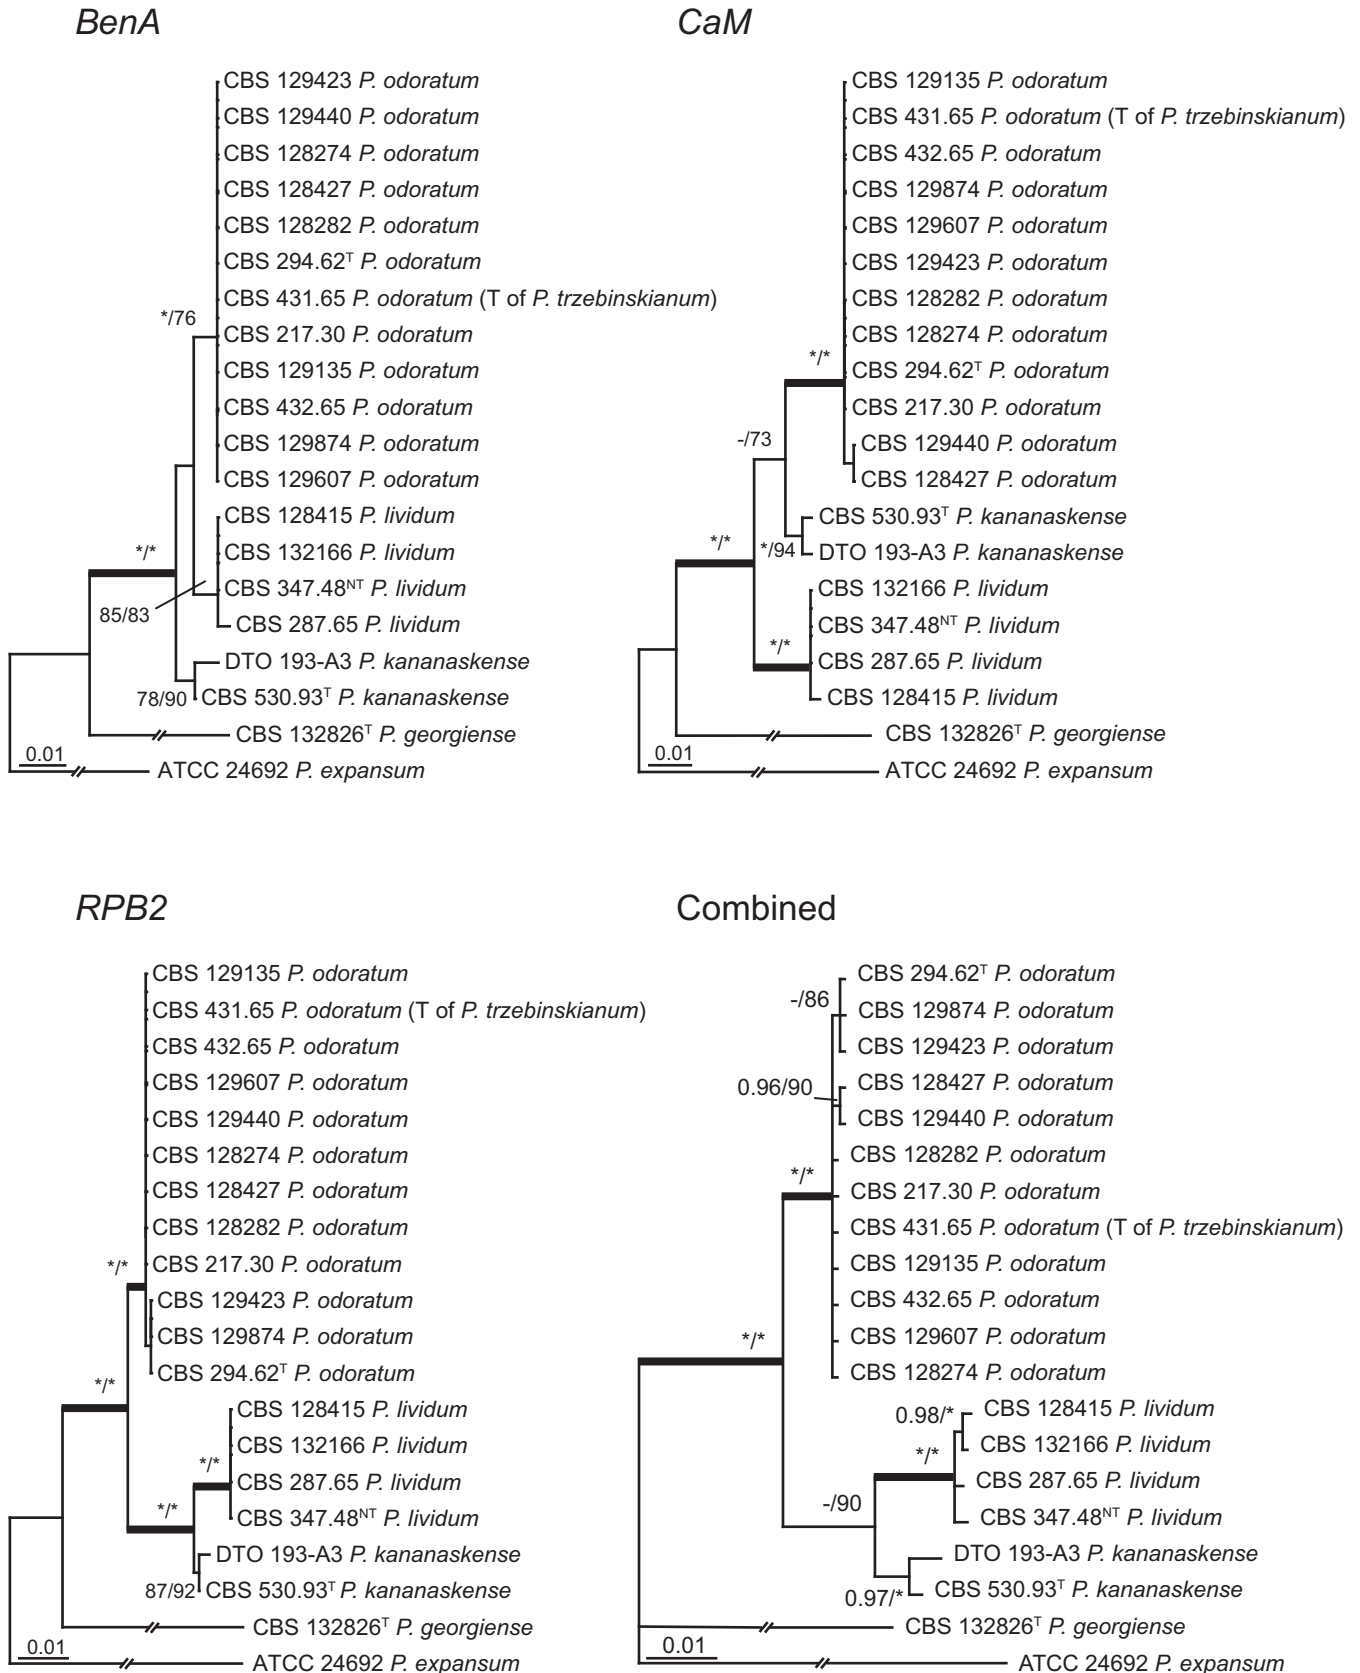 BenA
CBS 129423 P. odoratum
CBS 129440 P. odoratum
CBS 128274 P. odoratum
CBS 128427 P. odoratum
CBS 128282 P. odoratum
CBS 294.62ᵀ P. odoratum
CBS 431.65 P. odoratum (T of P. trzebinskianum)
*/76
CBS 217.30 P. odoratum
CBS 129135 P. odoratum
CBS 432.65 P. odoratum
CBS 129874 P. odoratum
CBS 129607 P. odoratum
CBS 128415 P. lividum
*/*
CBS 132166 P. lividum
CBS 347.48ᴺᵀ P. lividum
85/83
CBS 287.65 P. lividum
DTO 193-A3 P. kananaskense
78/90
CBS 530.93ᵀ P. kananaskense
CBS 132826ᵀ P. georgiense
0.01
ATCC 24692 P. expansum
CaM
CBS 129135 P. odoratum
CBS 431.65 P. odoratum (T of P. trzebinskianum)
CBS 432.65 P. odoratum
CBS 129874 P. odoratum
CBS 129607 P. odoratum
CBS 129423 P. odoratum
CBS 128282 P. odoratum
CBS 128274 P. odoratum
*/*
CBS 294.62ᵀ P. odoratum
CBS 217.30 P. odoratum
-/73
CBS 129440 P. odoratum
CBS 128427 P. odoratum
CBS 530.93ᵀ P. kananaskense
*/*
*/94
DTO 193-A3 P. kananaskense
CBS 132166 P. lividum
CBS 347.48ᴺᵀ P. lividum
*/*
CBS 287.65 P. lividum
CBS 128415 P. lividum
CBS 132826ᵀ P. georgiense
0.01
ATCC 24692 P. expansum
RPB2
CBS 129135 P. odoratum
CBS 431.65 P. odoratum (T of P. trzebinskianum)
CBS 432.65 P. odoratum
CBS 129607 P. odoratum
CBS 129440 P. odoratum
CBS 128274 P. odoratum
CBS 128427 P. odoratum
CBS 128282 P. odoratum
*/*
CBS 217.30 P. odoratum
CBS 129423 P. odoratum
CBS 129874 P. odoratum
CBS 294.62ᵀ P. odoratum
*/*
CBS 128415 P. lividum
CBS 132166 P. lividum
*/*
CBS 287.65 P. lividum
*/*
CBS 347.48ᴺᵀ P. lividum
DTO 193-A3 P. kananaskense
87/92
CBS 530.93ᵀ P. kananaskense
CBS 132826ᵀ P. georgiense
0.01
ATCC 24692 P. expansum
Combined
CBS 294.62ᵀ P. odoratum
-/86
CBS 129874 P. odoratum
CBS 129423 P. odoratum
0.96/90
CBS 128427 P. odoratum
CBS 129440 P. odoratum
CBS 128282 P. odoratum
*/*
CBS 217.30 P. odoratum
CBS 431.65 P. odoratum (T of P. trzebinskianum)
CBS 129135 P. odoratum
CBS 432.65 P. odoratum
*/*
CBS 129607 P. odoratum
CBS 128274 P. odoratum
0.98/*
CBS 128415 P. lividum
CBS 132166 P. lividum
*/*
CBS 287.65 P. lividum
-/90
CBS 347.48ᴺᵀ P. lividum
DTO 193-A3 P. kananaskense
0.97/*
CBS 530.93ᵀ P. kananaskense
CBS 132826ᵀ P. georgiense
0.01
ATCC 24692 P. expansum